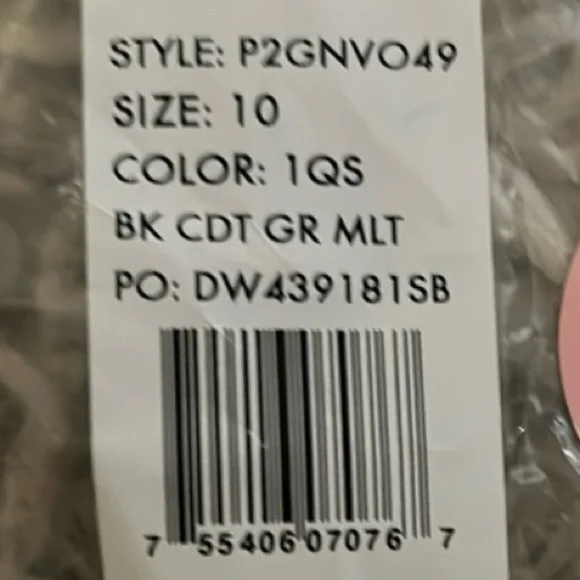 STYLE: P2GNVO49
SIZE: 10
COLOR: 1QS
BK CDT GR MLT
PO: DW439181SB
7 55406 07076 7